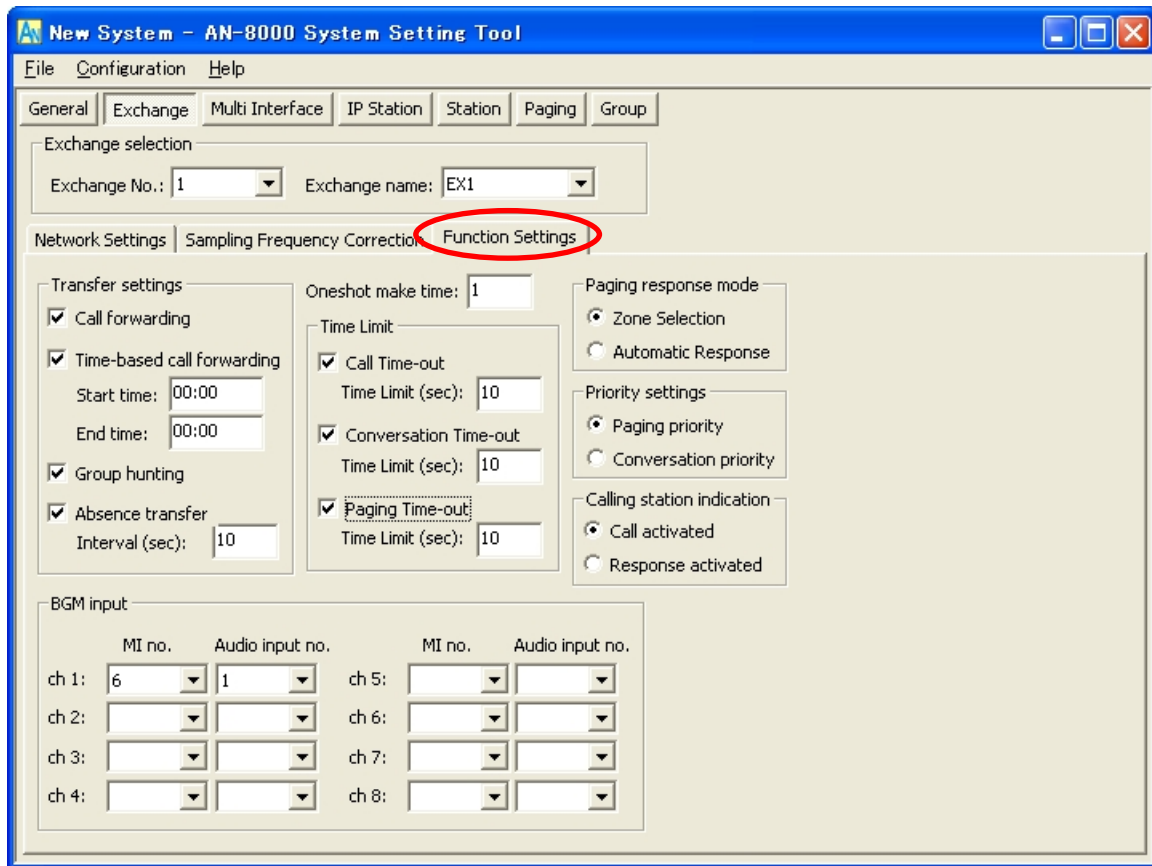 New System - AN-8000 System Setting Tool
File Configuration Help
General Exchange Multi Interface IP Station Station Paging Group
Exchange selection
Exchange No.: 1 Exchange name: EX1
Network Settings Sampling Frequency Correction Function Settings
Transfer settings
Call forwarding
Time-based call forwarding
Start time: 00:00
End time: 00:00
Group hunting
Absence transfer
Interval (sec): 10
Oneshot make time: 1
Time Limit
Call Time-out
Time Limit (sec): 10
Conversation Time-out
Time Limit (sec): 10
Paging Time-out
Time Limit (sec): 10
Paging response mode
Zone Selection
Automatic Response
Priority settings
Paging priority
Conversation priority
Calling station indication
Call activated
Response activated
BGM input
MI no. Audio input no. MI no. Audio input no.
ch 1: 6 1 ch 5:
ch 2: ch 6:
ch 3: ch 7:
ch 4: ch 8: